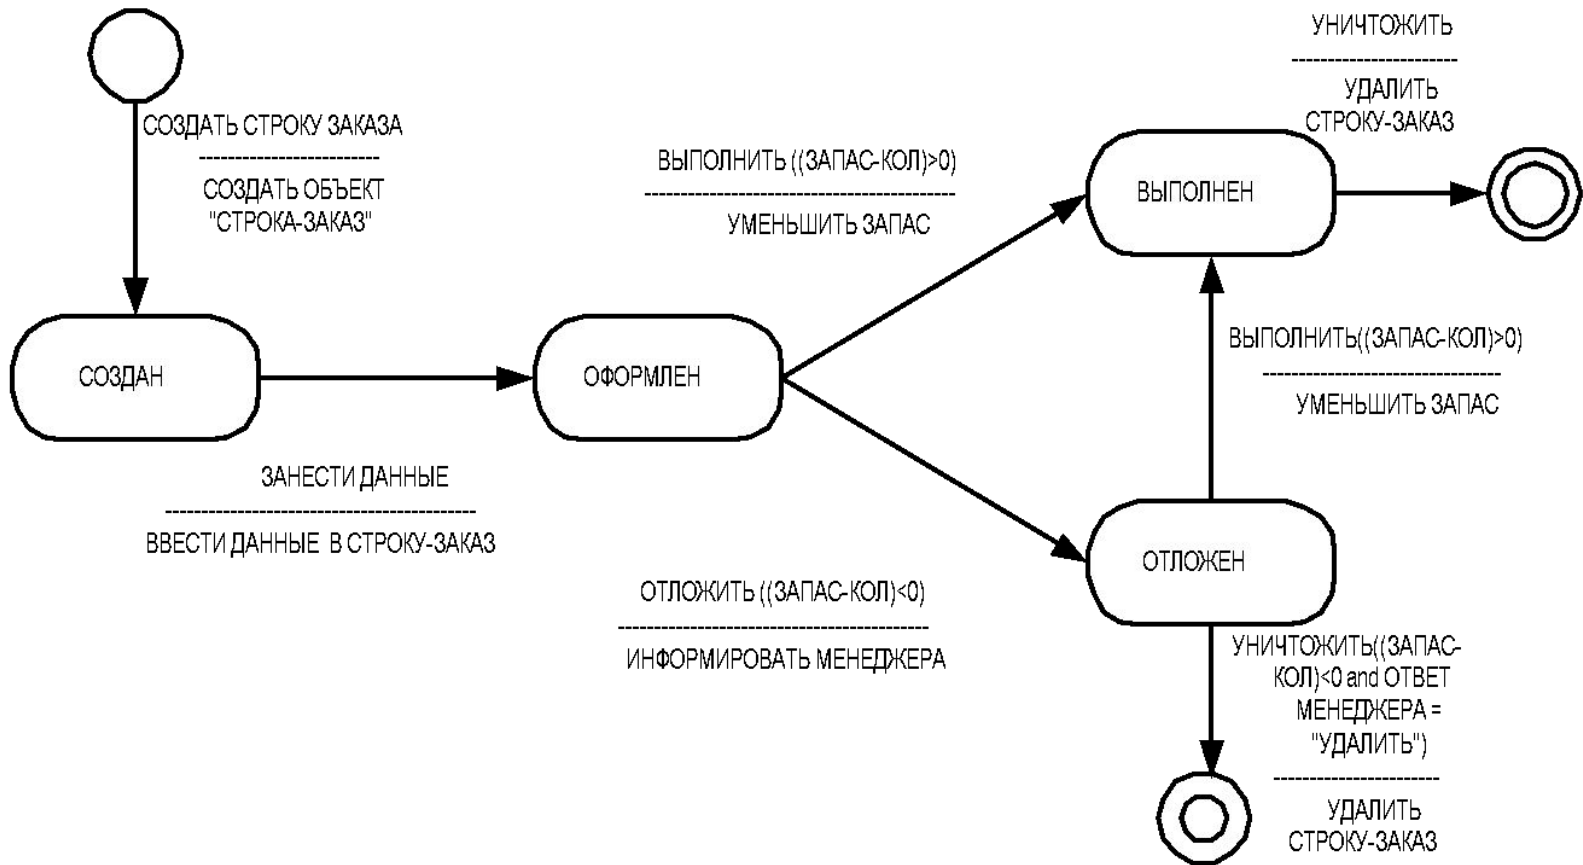 СОЗДАТЬ СТРОКУ ЗАКАЗА
-------------------------
СОЗДАТЬ ОБЪЕКТ
"СТРОКА-ЗАКАЗ"
СОЗДАН
ЗАНЕСТИ ДАННЫЕ
-------------------------------------------
ВВЕСТИ ДАННЫЕ В СТРОКУ-ЗАКАЗ
ОФОРМЛЕН
ВЫПОЛНИТЬ ((ЗАПАС-КОЛ)>0)
-------------------------------------------
УМЕНЬШИТЬ ЗАПАС
ОТЛОЖИТЬ ((ЗАПАС-КОЛ)<0)
-------------------------------------------
ИНФОРМИРОВАТЬ МЕНЕДЖЕРА
ВЫПОЛНЕН
УНИЧТОЖИТЬ
-----------------------
УДАЛИТЬ
СТРОКУ-ЗАКАЗ
ВЫПОЛНИТЬ((ЗАПАС-КОЛ)>0)
---------------------------------
УМЕНЬШИТЬ ЗАПАС
ОТЛОЖЕН
УНИЧТОЖИТЬ((ЗАПАС-
КОЛ)<0 and ОТВЕТ
МЕНЕДЖЕРА =
"УДАЛИТЬ")
-----------------------
УДАЛИТЬ
СТРОКУ-ЗАКАЗ